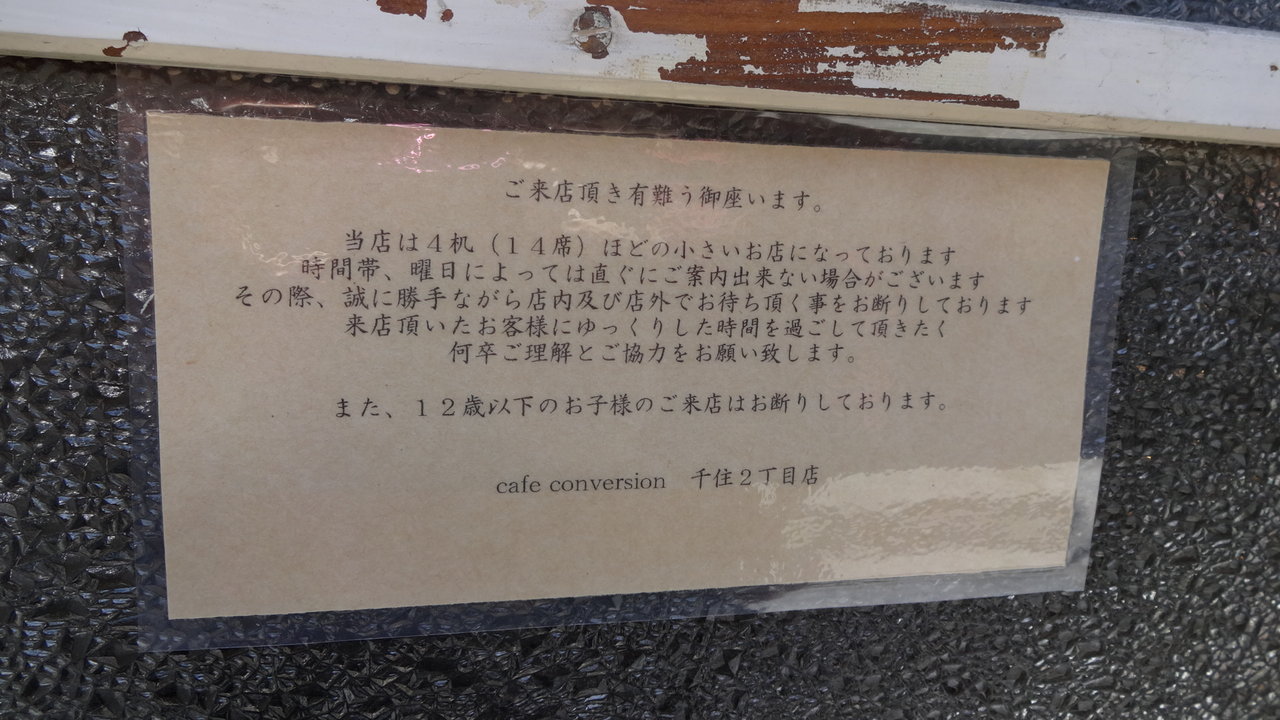 ご来店頂き有難う御座います。
当店は４机（１４席）ほどの小さいお店になっております
時間帯、曜日によっては直ぐにご案内出来ない場合がございます
その際、誠に勝手ながら店内及び店外でお待ち頂く事をお断りしております
来店頂いたお客様にゆっくりした時間を過ごして頂きたく
何卒ご理解とご協力をお願い致します。
また、１２歳以下のお子様のご来店はお断りしております。
cafe conversion　千住２丁目店